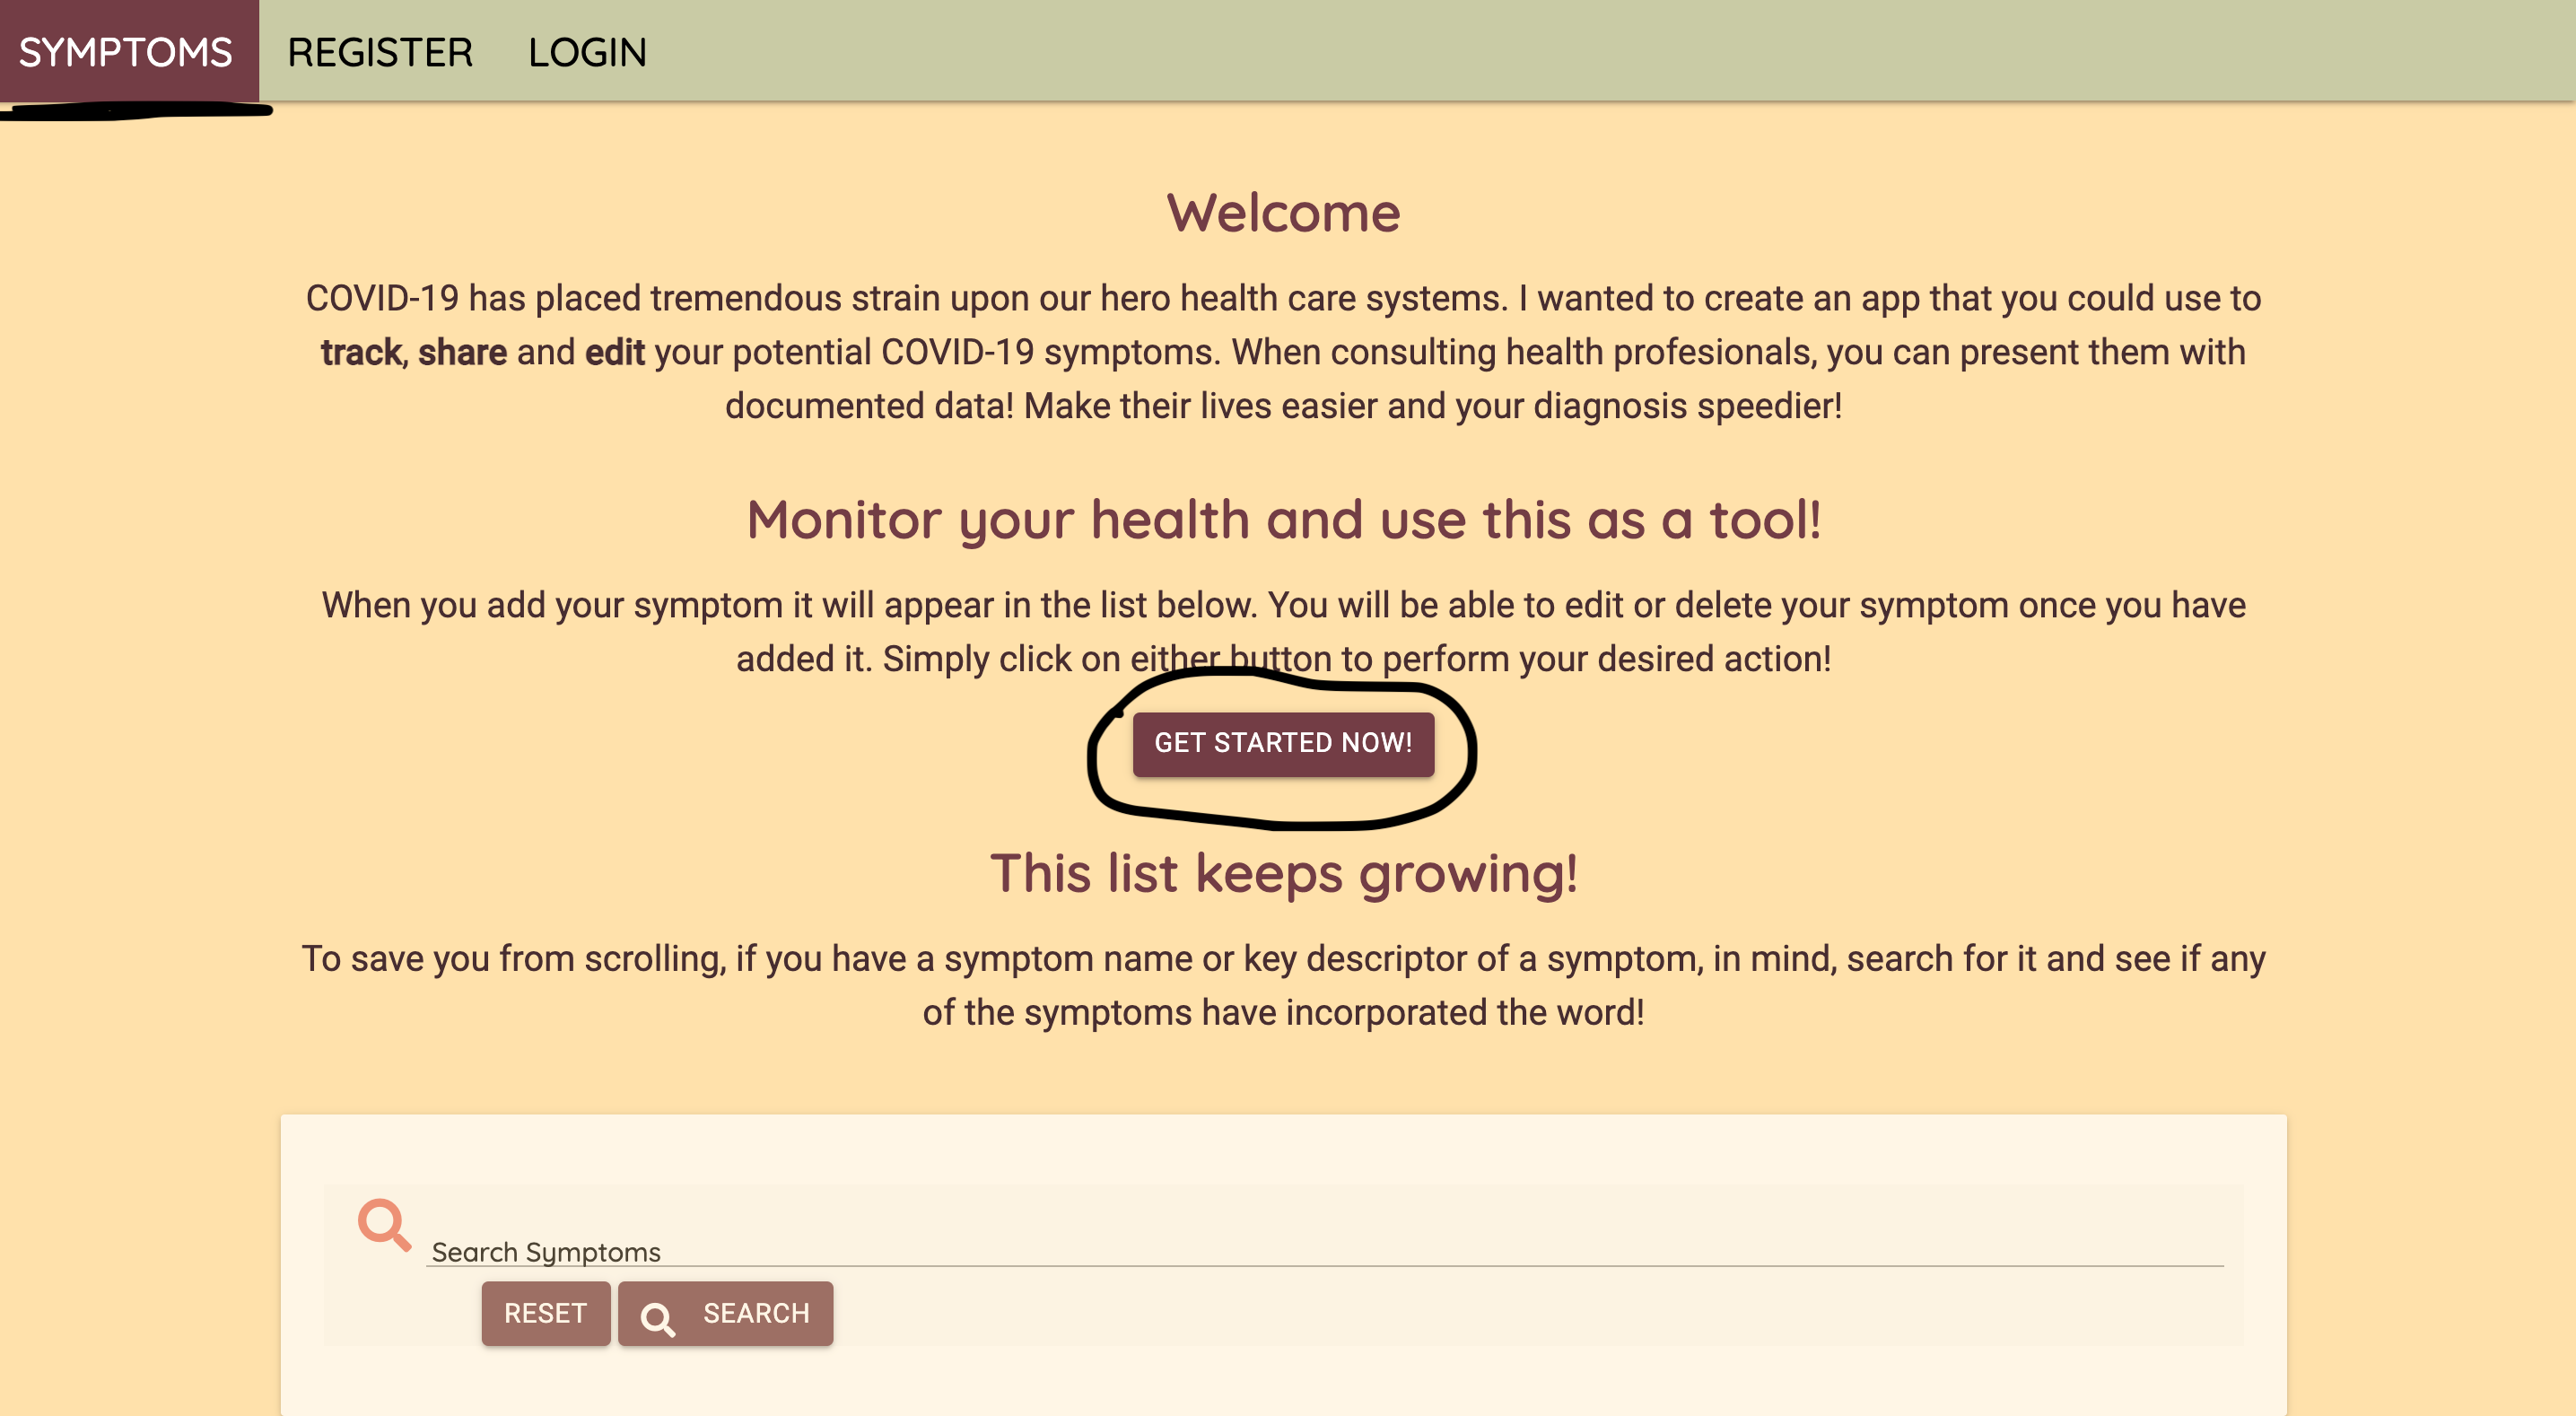 SYMPTOMS REGISTER LOGIN
Welcome
COVID-19 has placed tremendous strain upon our hero health care systems. I wanted to create an app that you could use to
track, share and edit your potential COVID-19 symptoms. When consulting health profesionals, you can present them with
documented data! Make their lives easier and your diagnosis speedier!
Monitor your health and use this as a tool!
When you add your symptom it will appear in the list below. You will be able to edit or delete your symptom once you have
added it. Simply click on either button to perform your desired action!
GET STARTED NOW!
This list keeps growing!
To save you from scrolling, if you have a symptom name or key descriptor of a symptom, in mind, search for it and see if any
of the symptoms have incorporated the word!
Search Symptoms
RESET SEARCH